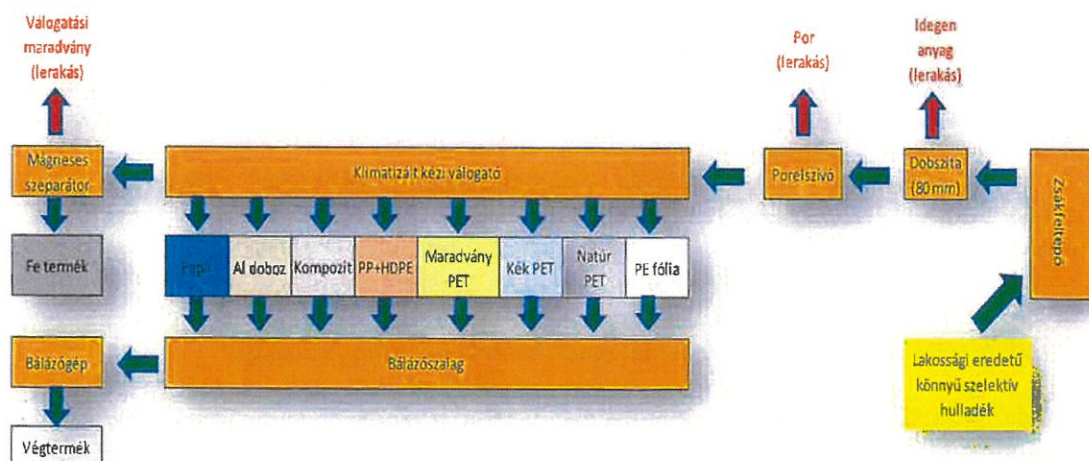 Válogatási
maradvány
(lerakás)
Por
(lerakás)
Idegen
anyag
(lerakás)
Mágneses
szeparátor
Klimatizált kézi válogató
Porelszívó
Dobszita
(80 mm)
Zsákfeltépő
Fe termék
Papír
Al doboz
Kompozit
PP+HDPE
Maradvány
PET
Kék PET
Natúr
PET
PE fólia
Bálázógép
Bálázószalag
Lakossági eredetű
könnyű szelektív
hulladék
Végtermék